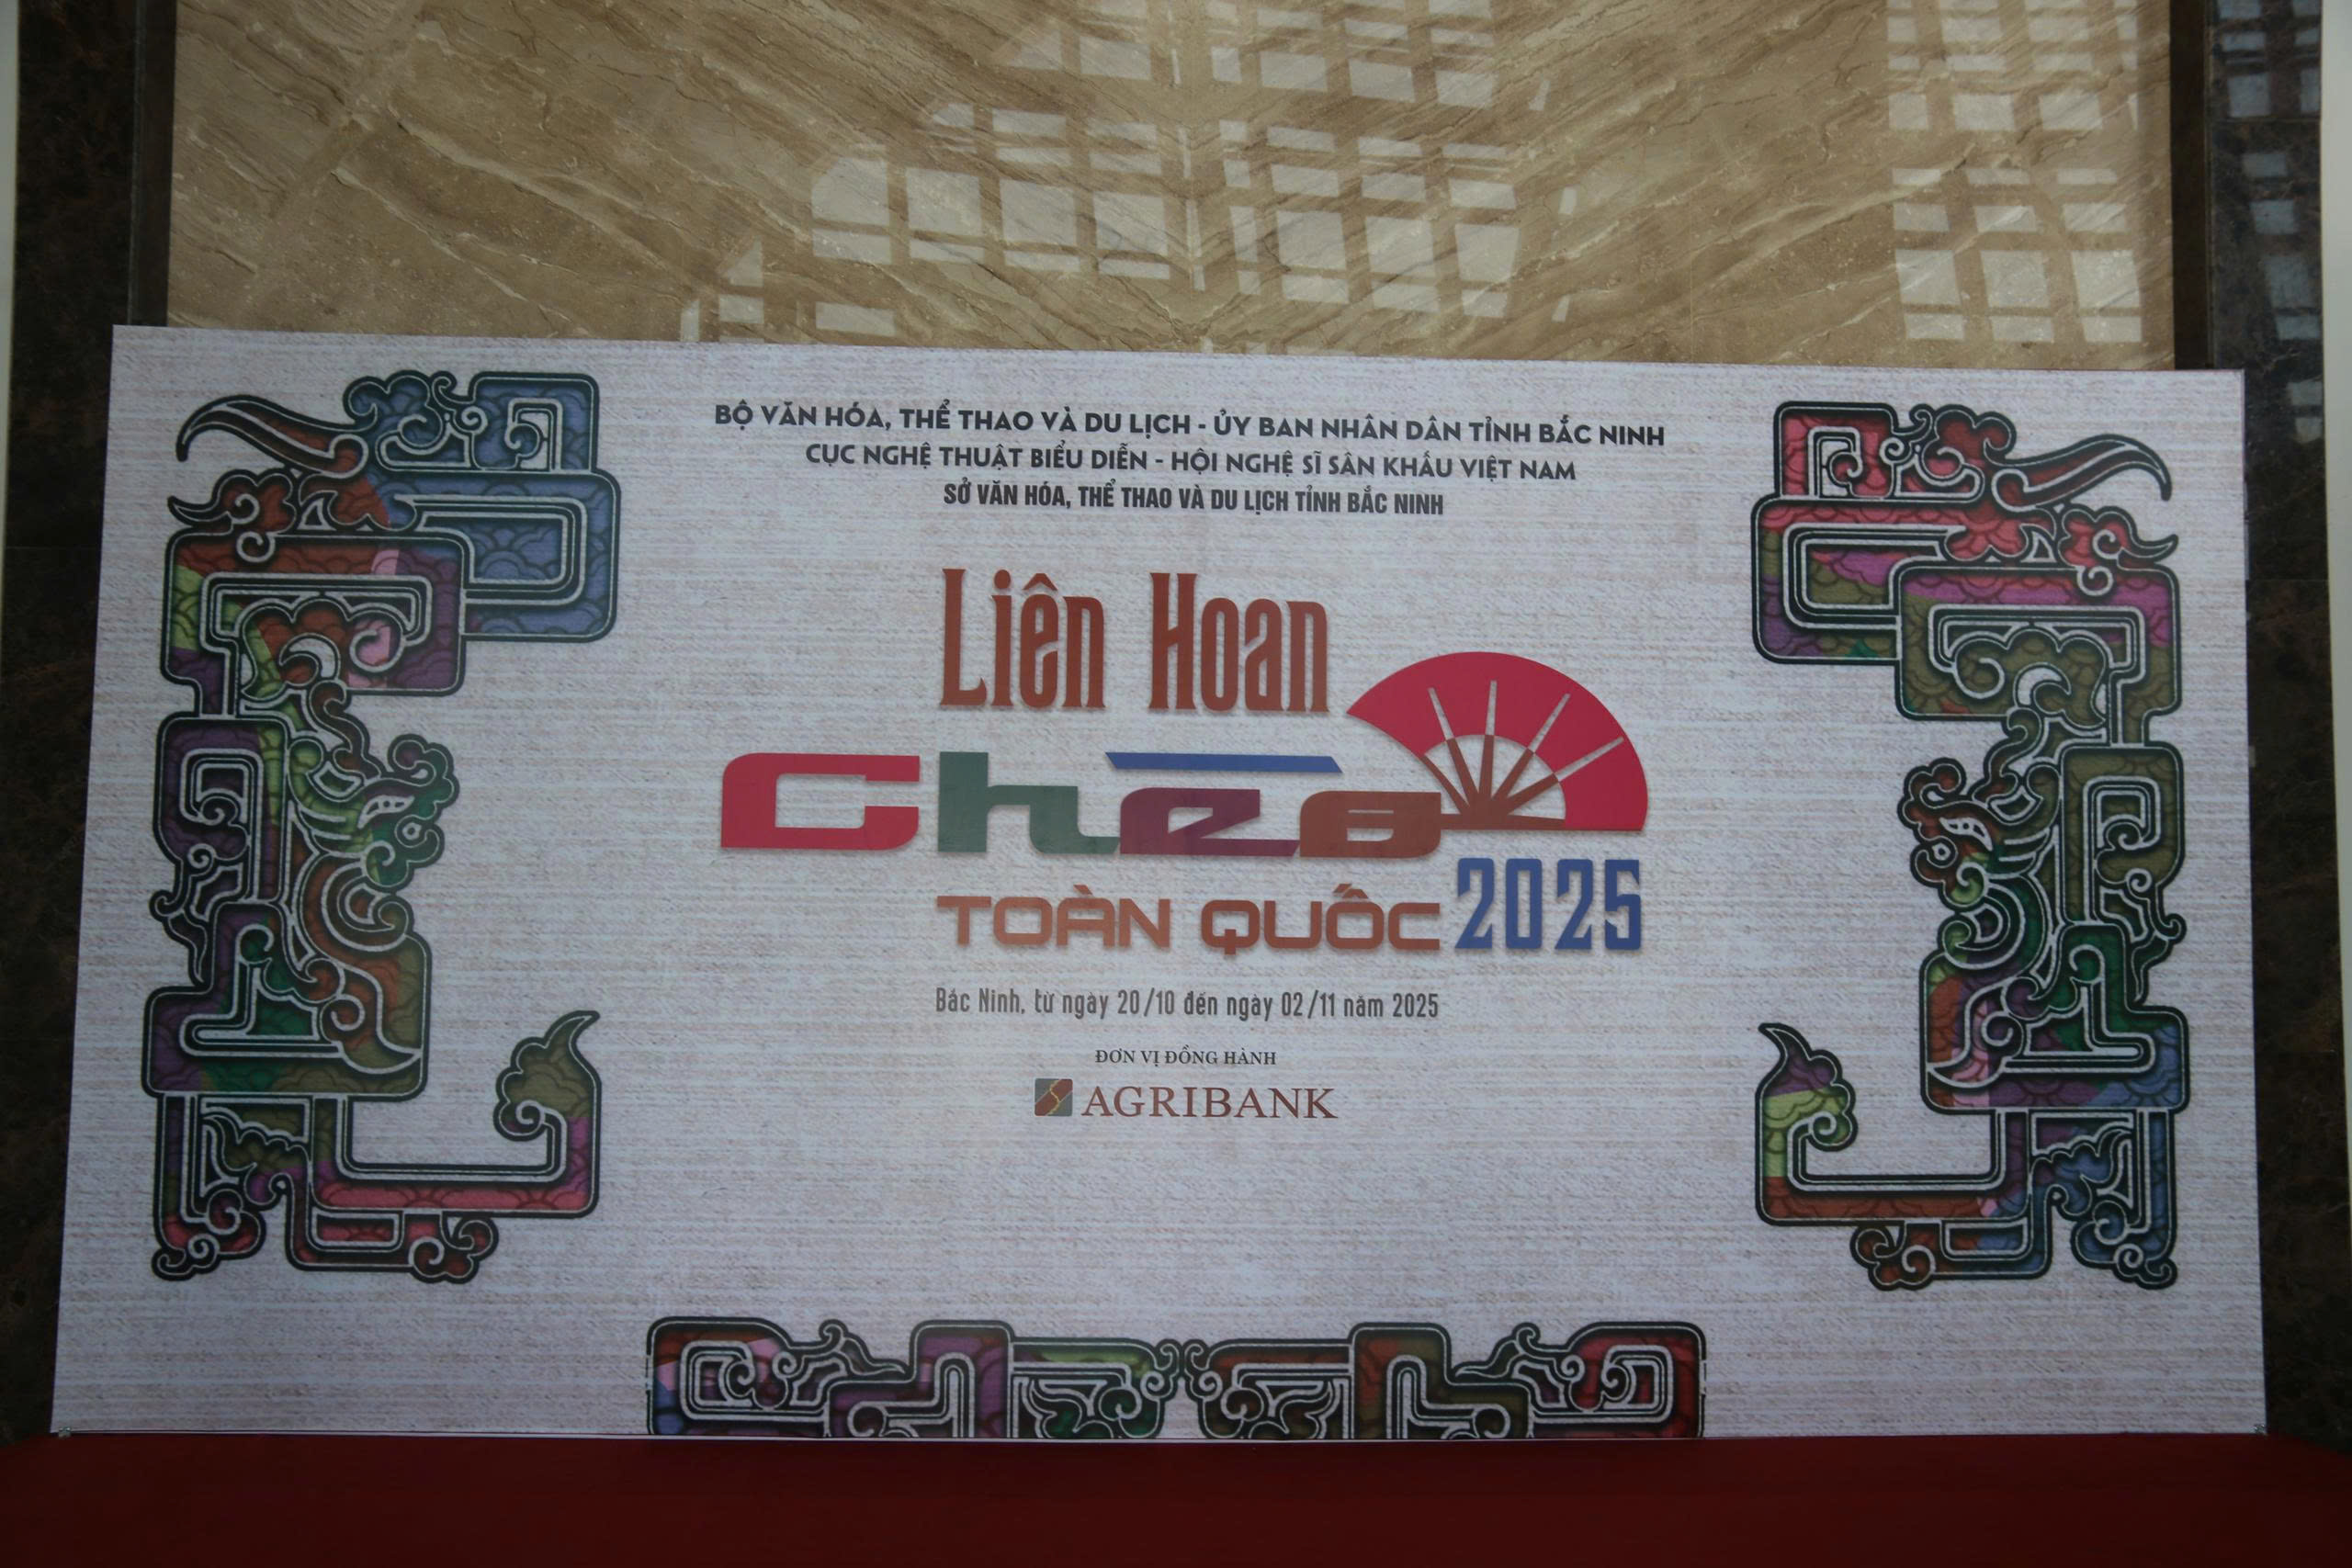 BỘ VĂN HÓA, THỂ THAO VÀ DU LỊCH - ỦY BAN NHÂN DÂN TỈNH BẮC NINH
CỤC NGHỆ THUẬT BIỂU DIỄN - HỘI NGHỆ SĨ SÂN KHẤU VIỆT NAM
SỞ VĂN HÓA, THỂ THAO VÀ DU LỊCH TỈNH BẮC NINH
Liên Hoan
Chèo
TOÀN QUỐC 2025
Bắc Ninh, từ ngày 20/10 đến ngày 02/11 năm 2025
ĐƠN VỊ ĐỒNG HÀNH
AGRIBANK